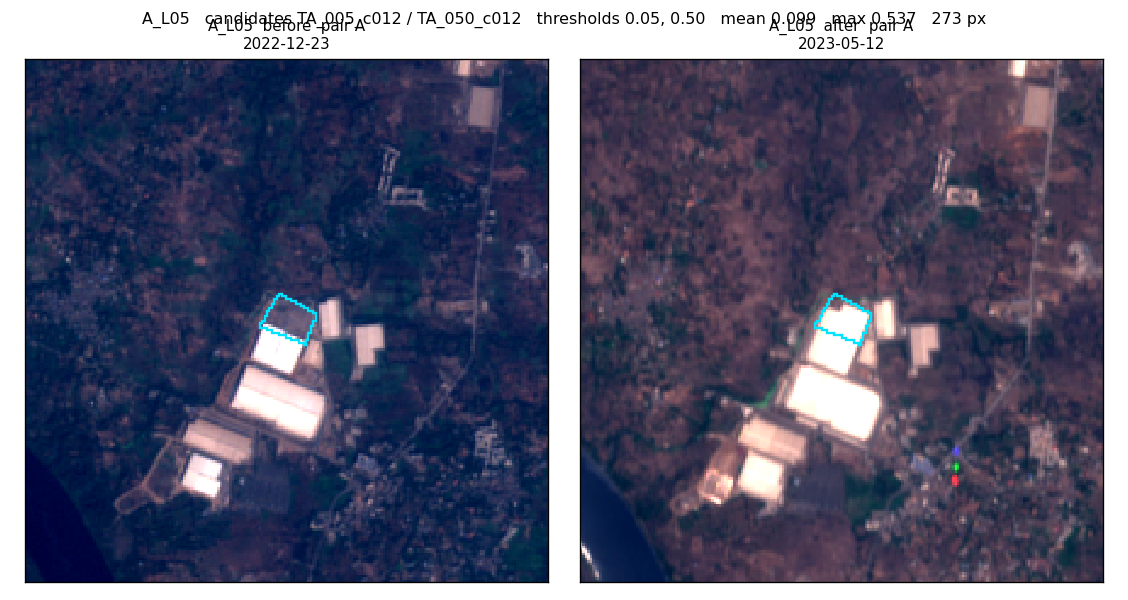 A_L05 candidates TA_005_c012 / TA_050_c012 thresholds 0.05, 0.50 mean 0.099 max 0.537 273 px
A_L05 before pair A
2022-12-23
A_L05 after pair A
2023-05-12